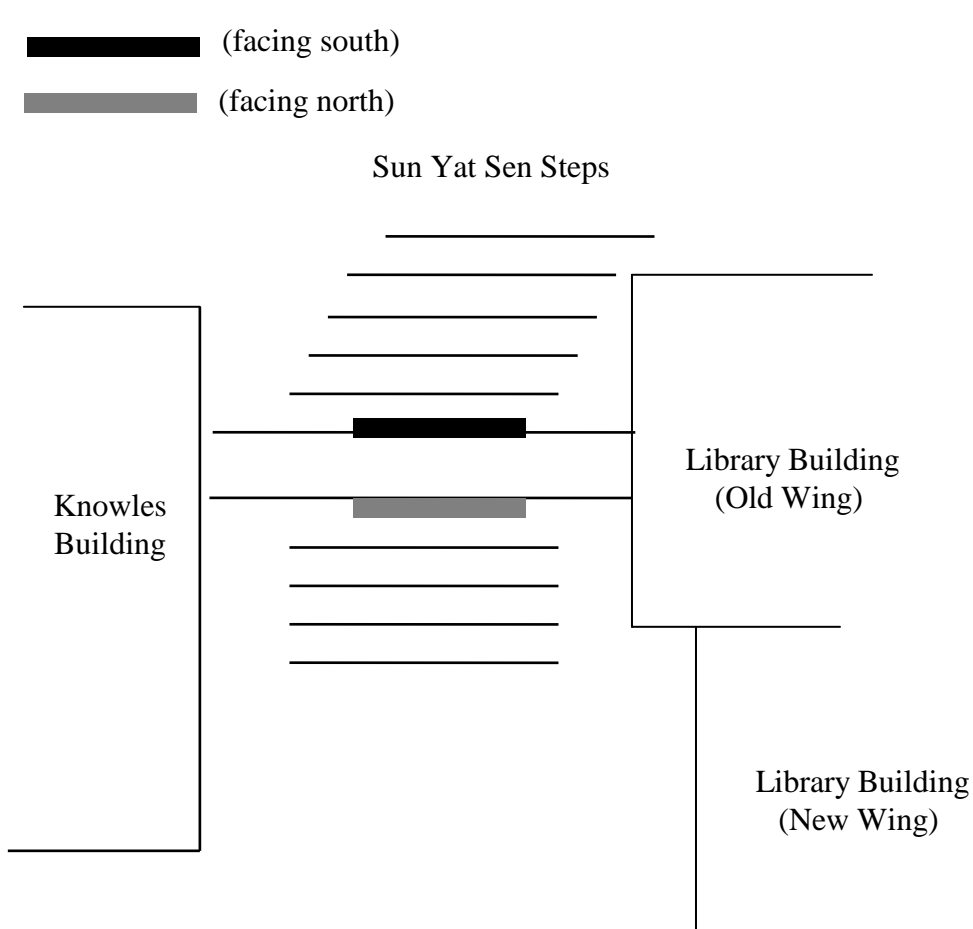 (facing south)
(facing north)
Sun Yat Sen Steps
Knowles
Building
Library Building
(Old Wing)
Library Building
(New Wing)